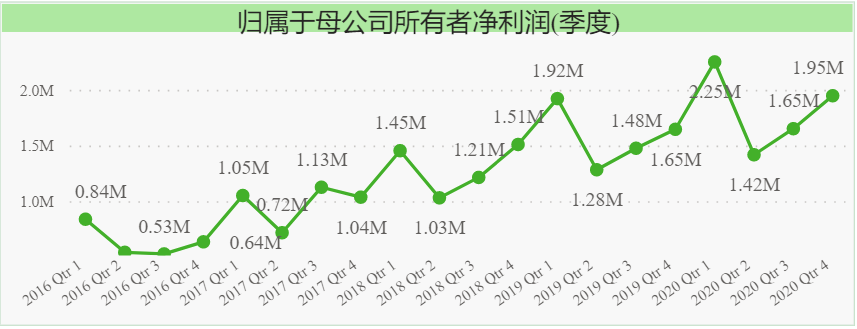 归属于母公司所有者净利润(季度)
2.0M
1.5M
1.0M
0.84M
0.53M
0.64M
1.05M
0.72M
1.13M
1.04M
1.45M
1.03M
1.21M
1.51M
1.92M
1.28M
1.48M
1.65M
2.25M
1.42M
1.65M
1.95M
2016 Qtr 1
2016 Qtr 2
2016 Qtr 3
2016 Qtr 4
2017 Qtr 1
2017 Qtr 2
2017 Qtr 3
2017 Qtr 4
2018 Qtr 1
2018 Qtr 2
2018 Qtr 3
2018 Qtr 4
2019 Qtr 1
2019 Qtr 2
2019 Qtr 3
2019 Qtr 4
2020 Qtr 1
2020 Qtr 2
2020 Qtr 3
2020 Qtr 4